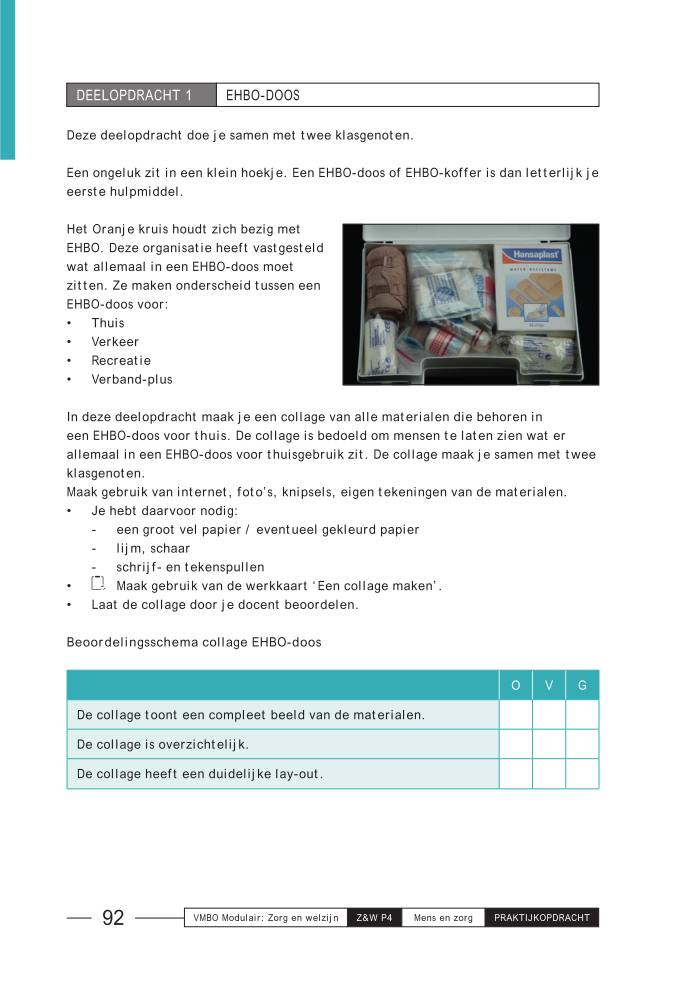 DEELOPDRACHT 1 EHBO-DOOS
Deze deelopdracht doe je samen met twee klasgenoten.
Een ongeluk zit in een klein hoekje. Een EHBO-doos of EHBO-koffer is dan letterlijk je
eerste hulpmiddel.
Het Oranje kruis houdt zich bezig met
EHBO. Deze organisatie heeft vastgesteld
wat allemaal in een EHBO-doos moet
zitten. Ze maken onderscheid tussen een
EHBO-doos voor:
• Thuis
• Verkeer
• Recreatie
• Verband-plus
Hansaplast
WATER-RESISTANT
In deze deelopdracht maak je een collage van alle materialen die behoren in
een EHBO-doos voor thuis. De collage is bedoeld om mensen te laten zien wat er
allemaal in een EHBO-doos voor thuisgebruik zit. De collage maak je samen met twee
klasgenoten.
Maak gebruik van internet, foto's, knipsels, eigen tekeningen van de materialen.
• Je hebt daarvoor nodig:
- een groot vel papier / eventueel gekleurd papier
- lijm, schaar
- schrijf- en tekenspullen
• Maak gebruik van de werkkaart ‘Een collage maken’.
• Laat de collage door je docent beoordelen.
Beoordelingsschema collage EHBO-doos
O V G
De collage toont een compleet beeld van de materialen.
De collage is overzichtelijk.
De collage heeft een duidelijke lay-out.
92 VMBO Modulair: Zorg en welzijn Z&W P4 Mens en zorg PRAKTIJKOPDRACHT